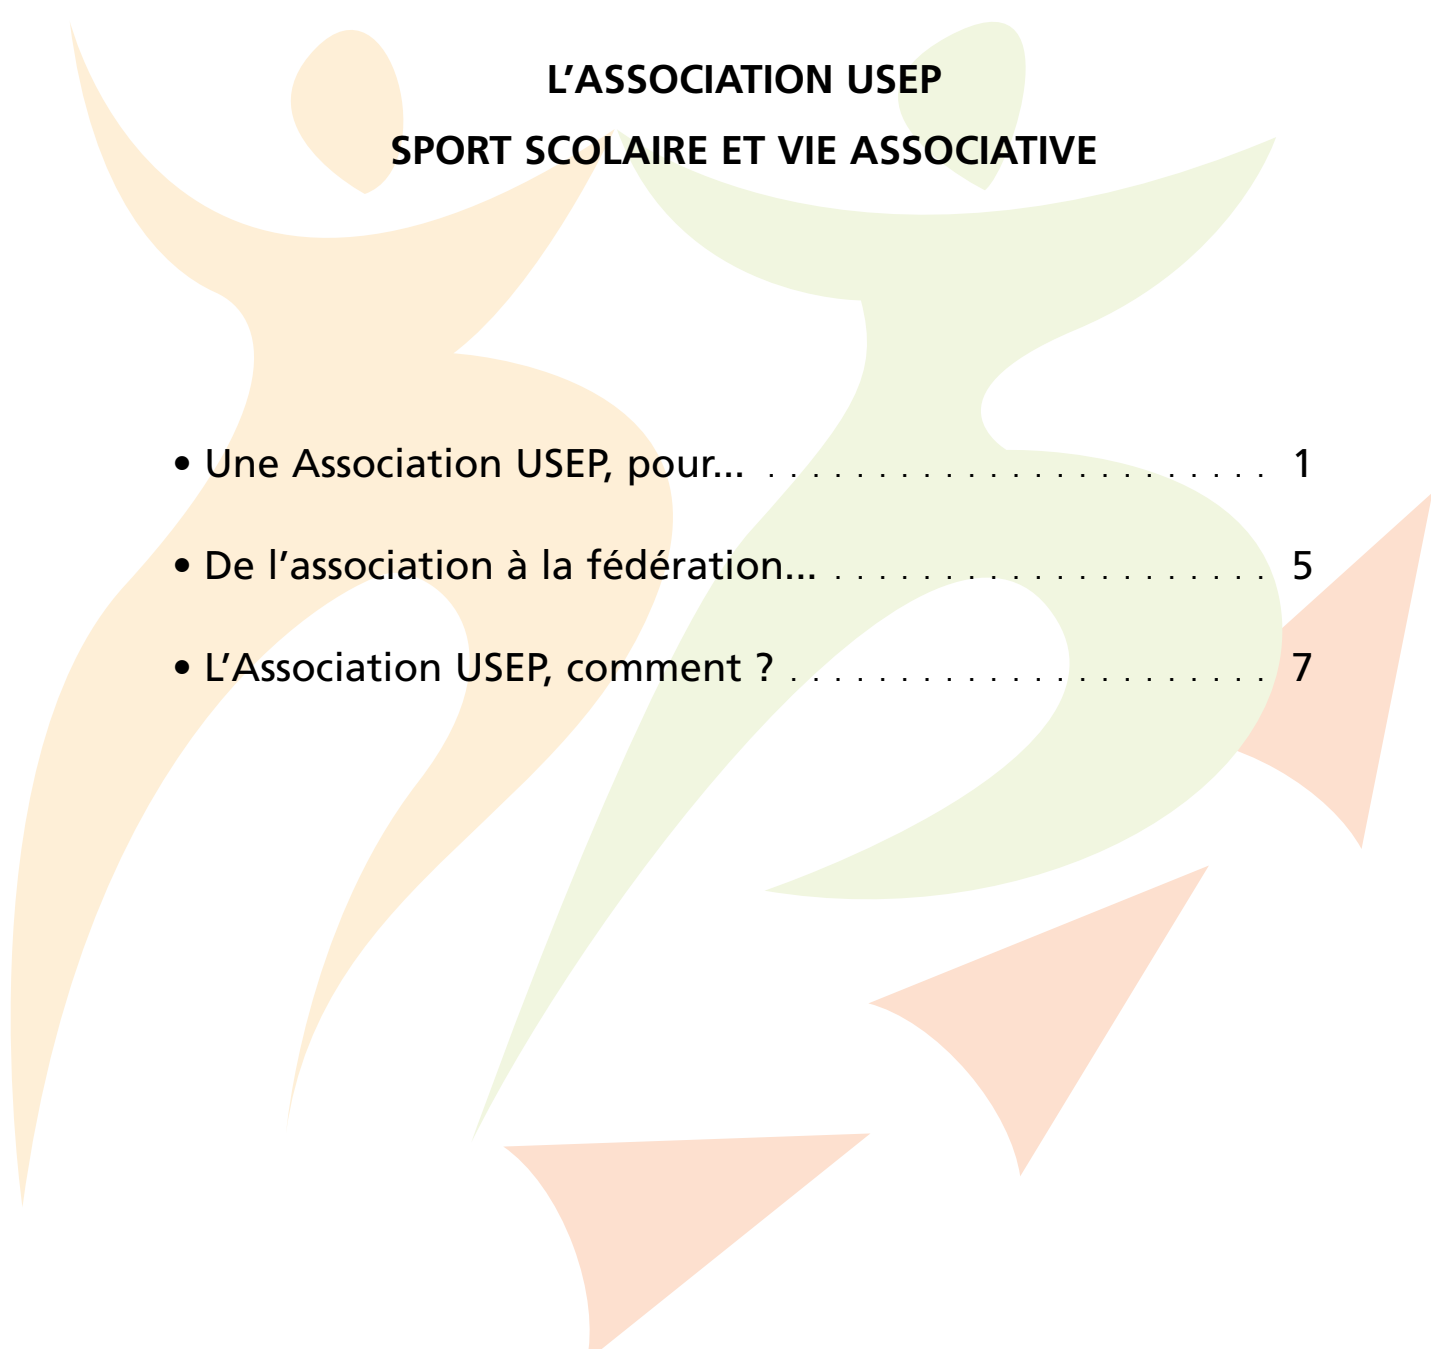 L’ASSOCIATION USEP
SPORT SCOLAIRE ET VIE ASSOCIATIVE
• Une Association USEP, pour... . . . . . . . . . . . . . . . . . . . . . . . . 1
• De l’association à la fédération... . . . . . . . . . . . . . . . . . . . . . 5
• L’Association USEP, comment ? . . . . . . . . . . . . . . . . . . . . . . 7